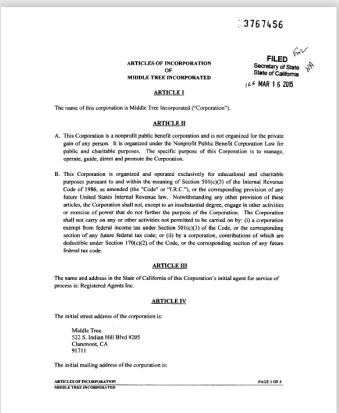 3767456
FILED
Secretary of State
State of California
MAR 16 2015
ARTICLES OF INCORPORATION
OF
MIDDLE TREE INCORPORATED
ARTICLE I
The name of this corporation is Middle Tree Incorporated ("Corporation").
ARTICLE II
A. This Corporation is a nonprofit public benefit corporation and is not organized for the private
gain of any person. It is organized under the Nonprofit Public Benefit Corporation Law for
public and charitable purposes. The specific purpose of this Corporation is to manage,
operate, guide, direct and promote the Corporation.
B. This Corporation is organized and operated exclusively for educational and charitable
purposes pursuant to and within the meaning of Section 501(c)(3) of the Internal Revenue
Code of 1986, as amended (the "Code" or "I.R.C."), or the corresponding provision of any
future United States Internal Revenue law. Notwithstanding any other provision of these
articles, the Corporation shall not, except to an insubstantial degree, engage in other activities
or exercise of power that do not further the purpose of the Corporation. The Corporation
shall not carry on any or other activities not permitted to be carried on by: (i) a corporation
exempt from federal income tax under Section 501(c)(3) of the Code, or the corresponding
section of any future federal tax code; or (ii) by a corporation, contributions of which are
deductible under Section 170(c)(2) of the Code, or the corresponding section of any future
federal tax code.
ARTICLE III
The name and address in the State of California of this Corporation's initial agent for service of
process is: Registered Agents Inc.
ARTICLE IV
The initial street address of the corporation is:
Middle Tree
522 S. Indian Hill Blvd #205
Claremont, CA
91711
The initial mailing address of the corporation is:
ARTICLES OF INCORPORATION PAGE 1 OF 3
MIDDLE TREE INCORPORATED